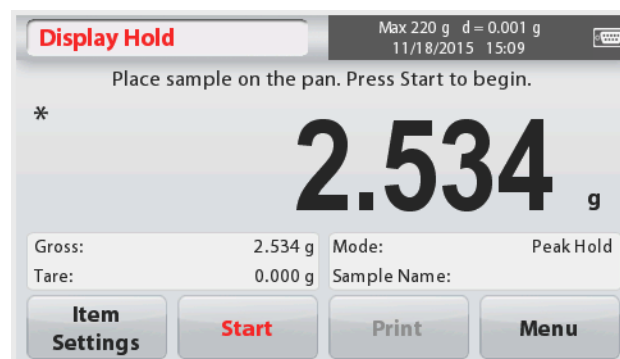 Display Hold
Max 220 g d = 0.001 g
11/18/2015 15:09
Place sample on the pan. Press Start to begin.
*
2.534 g
Gross: 2.534 g
Tare: 0.000 g
Mode: Peak Hold
Sample Name:
Item
Settings
Start
Print
Menu